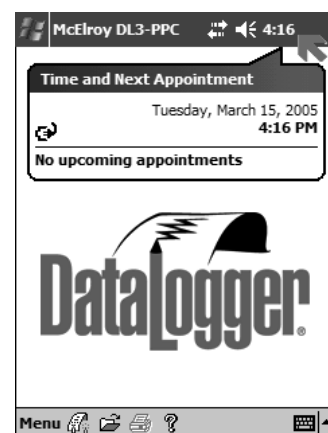 McElroy DL3-PPC 4:16
Time and Next Appointment
Tuesday, March 15, 2005
4:16 PM
No upcoming appointments
DataLogger®
Menu ?